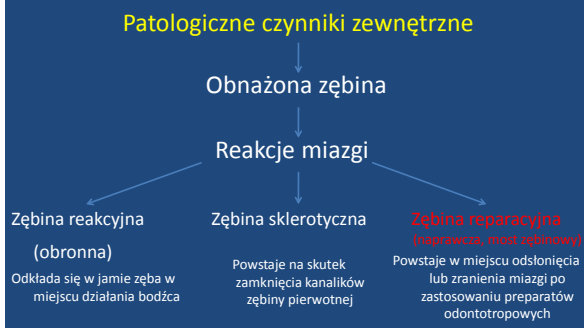 Patologiczne czynniki zewnętrzne
Obnażona zębina
Reakcje miazgi
Zębina reakcyjna
(obronna)
Odkłada się w jamie zęba w
miejscu działania bodźca
Zębina sklerotyczna
Powstaje na skutek
zamknięcia kanalików
zębiny pierwotnej
Zębina reparacyjna
(naprawcza, most zębinowy)
Powstaje w miejscu odsłonięcia
lub zranienia miazgi po
zastosowaniu preparatów
odontotropowych